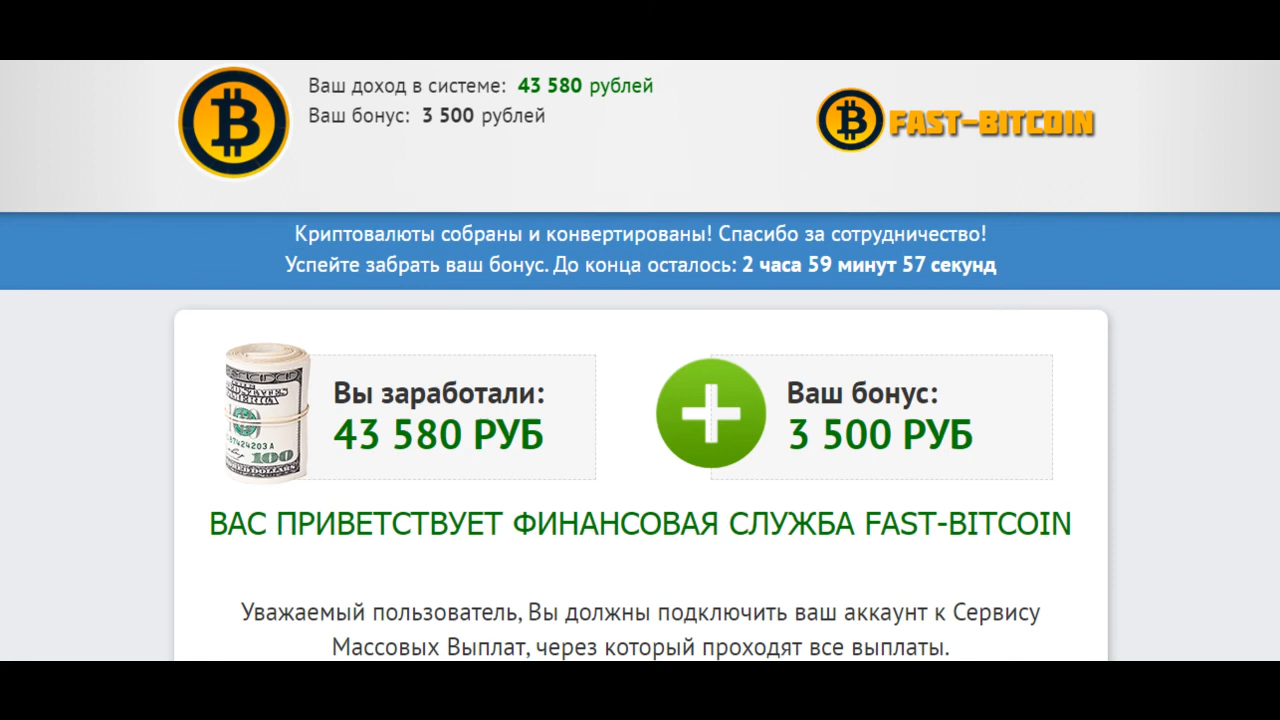 Ваш доход в системе: 43 580 рублей
Ваш бонус: 3 500 рублей
FAST-BITCOIN
Криптовалюты собраны и конвертированы! Спасибо за сотрудничество!
Успейте забрать ваш бонус. До конца осталось: 2 часа 59 минут 57 секунд
Вы заработали:
43 580 РУБ
Ваш бонус:
3 500 РУБ
ВАС ПРИВЕТСТВУЕТ ФИНАНСОВАЯ СЛУЖБА FAST-BITCOIN
Уважаемый пользователь, Вы должны подключить ваш аккаунт к Сервису
Массовых Выплат, через который проходят все выплаты.